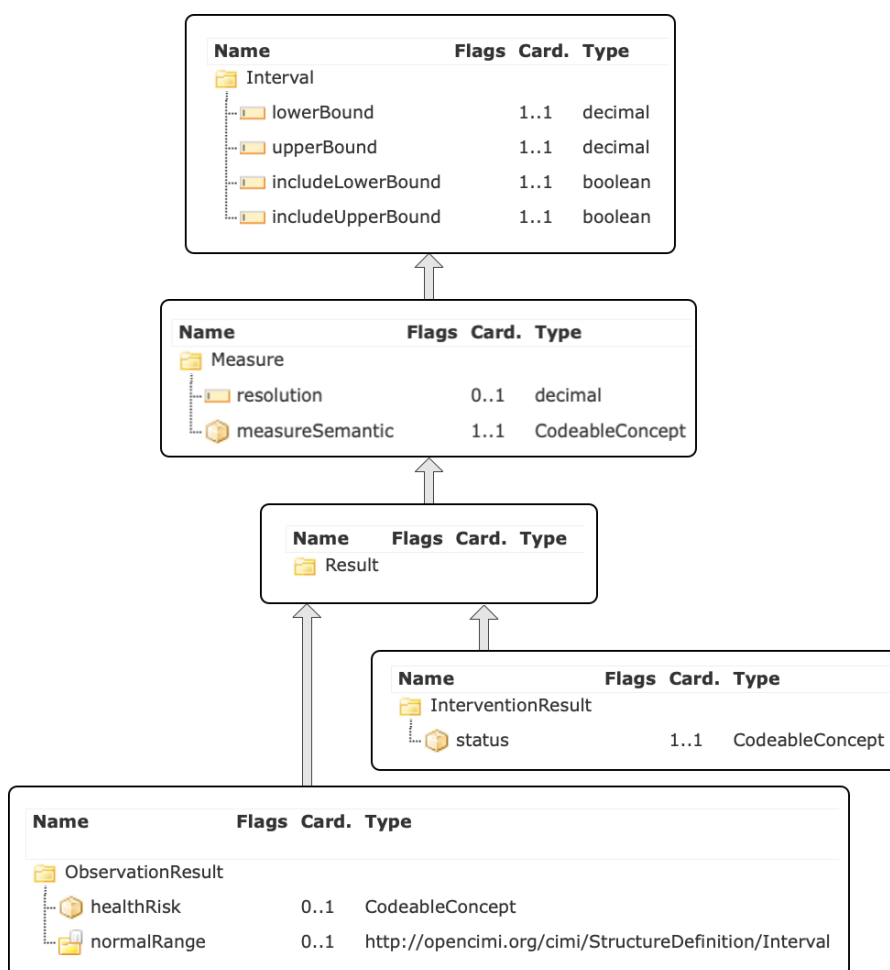 Name Flags Card. Type
Interval
lowerBound 1..1 decimal
upperBound 1..1 decimal
includeLowerBound 1..1 boolean
includeUpperBound 1..1 boolean
Name Flags Card. Type
Measure
resolution 0..1 decimal
measureSemantic 1..1 CodeableConcept
Name Flags Card. Type
Result
Name Flags Card. Type
InterventionResult
status 1..1 CodeableConcept
Name Flags Card. Type
ObservationResult
healthRisk 0..1 CodeableConcept
normalRange 0..1 http://opencimi.org/cimi/StructureDefinition/Interval